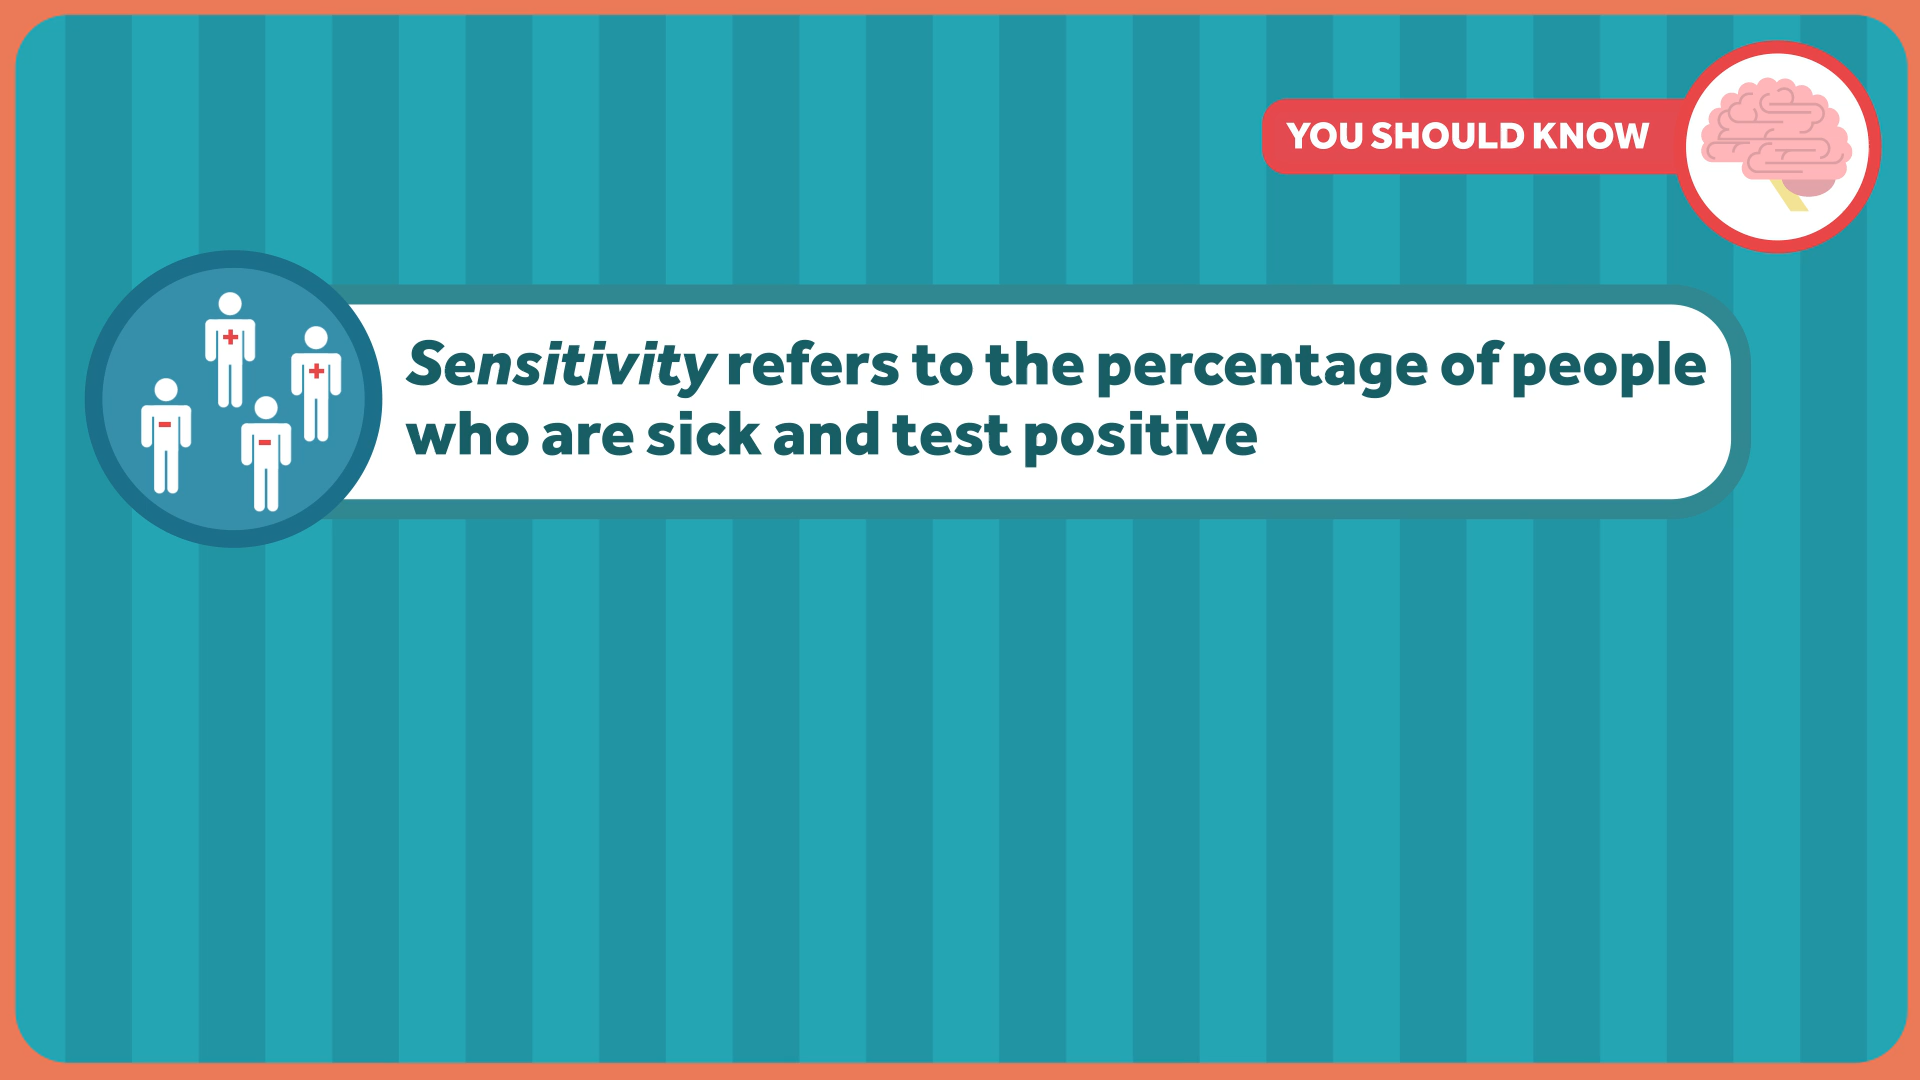 YOU SHOULD KNOW
Sensitivity refers to the percentage of people
who are sick and test positive